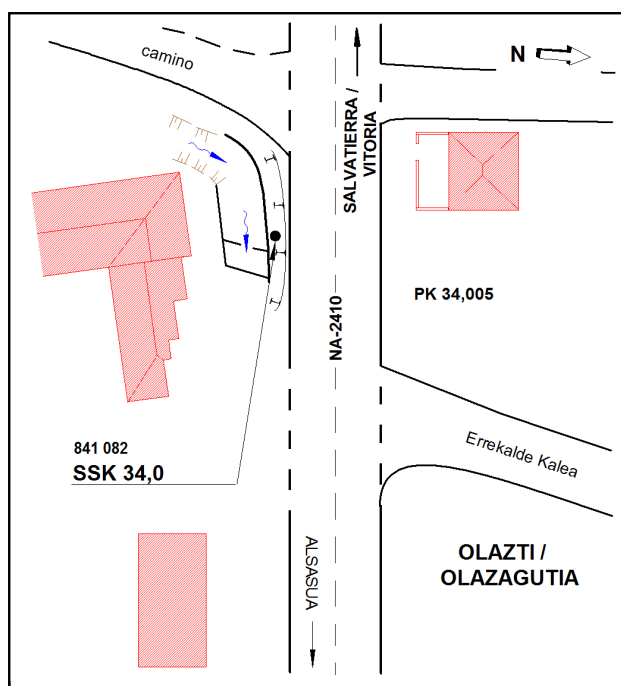 camino
N
SALVATIERRA /
VITORIA
PK 34,005
NA-2410
Errekalde Kalea
841 082
SSK 34,0
ALSASUA
OLAZTI /
OLAZAGUTIA